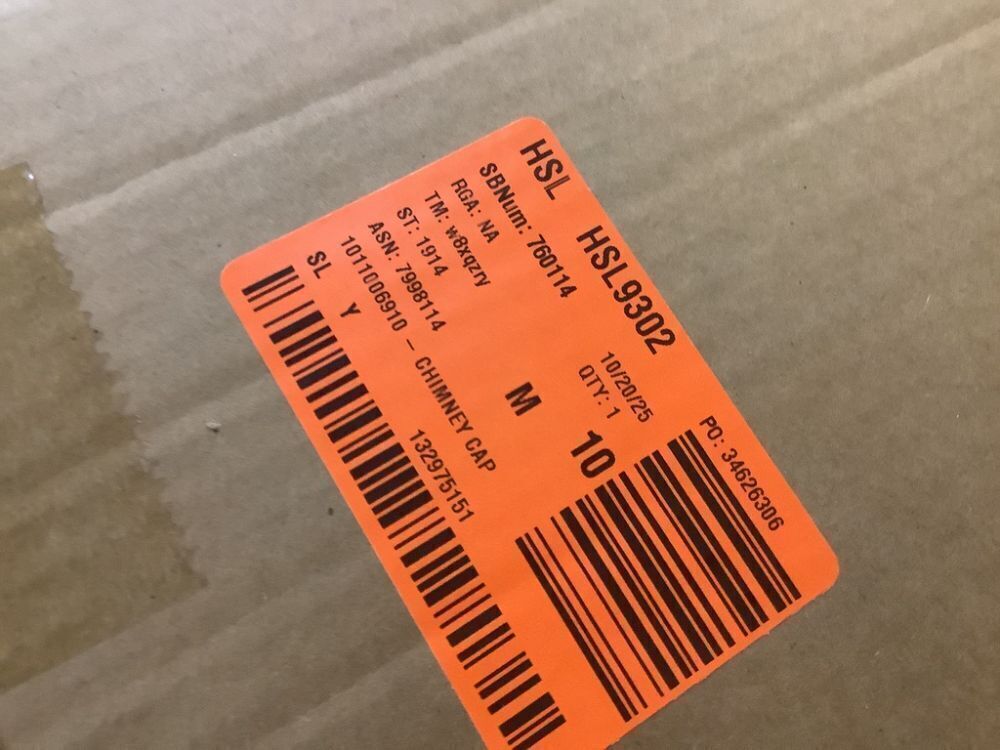 HSL HSL9302
SBNum: 760114
10/20/25
PO: 34626306
RGA: NA
QTY: 1
TM: w8xqzry
ST: 1914
M
10
ASN: 7998114
1011006910 – CHIMNEY CAP
SL Y
132975151